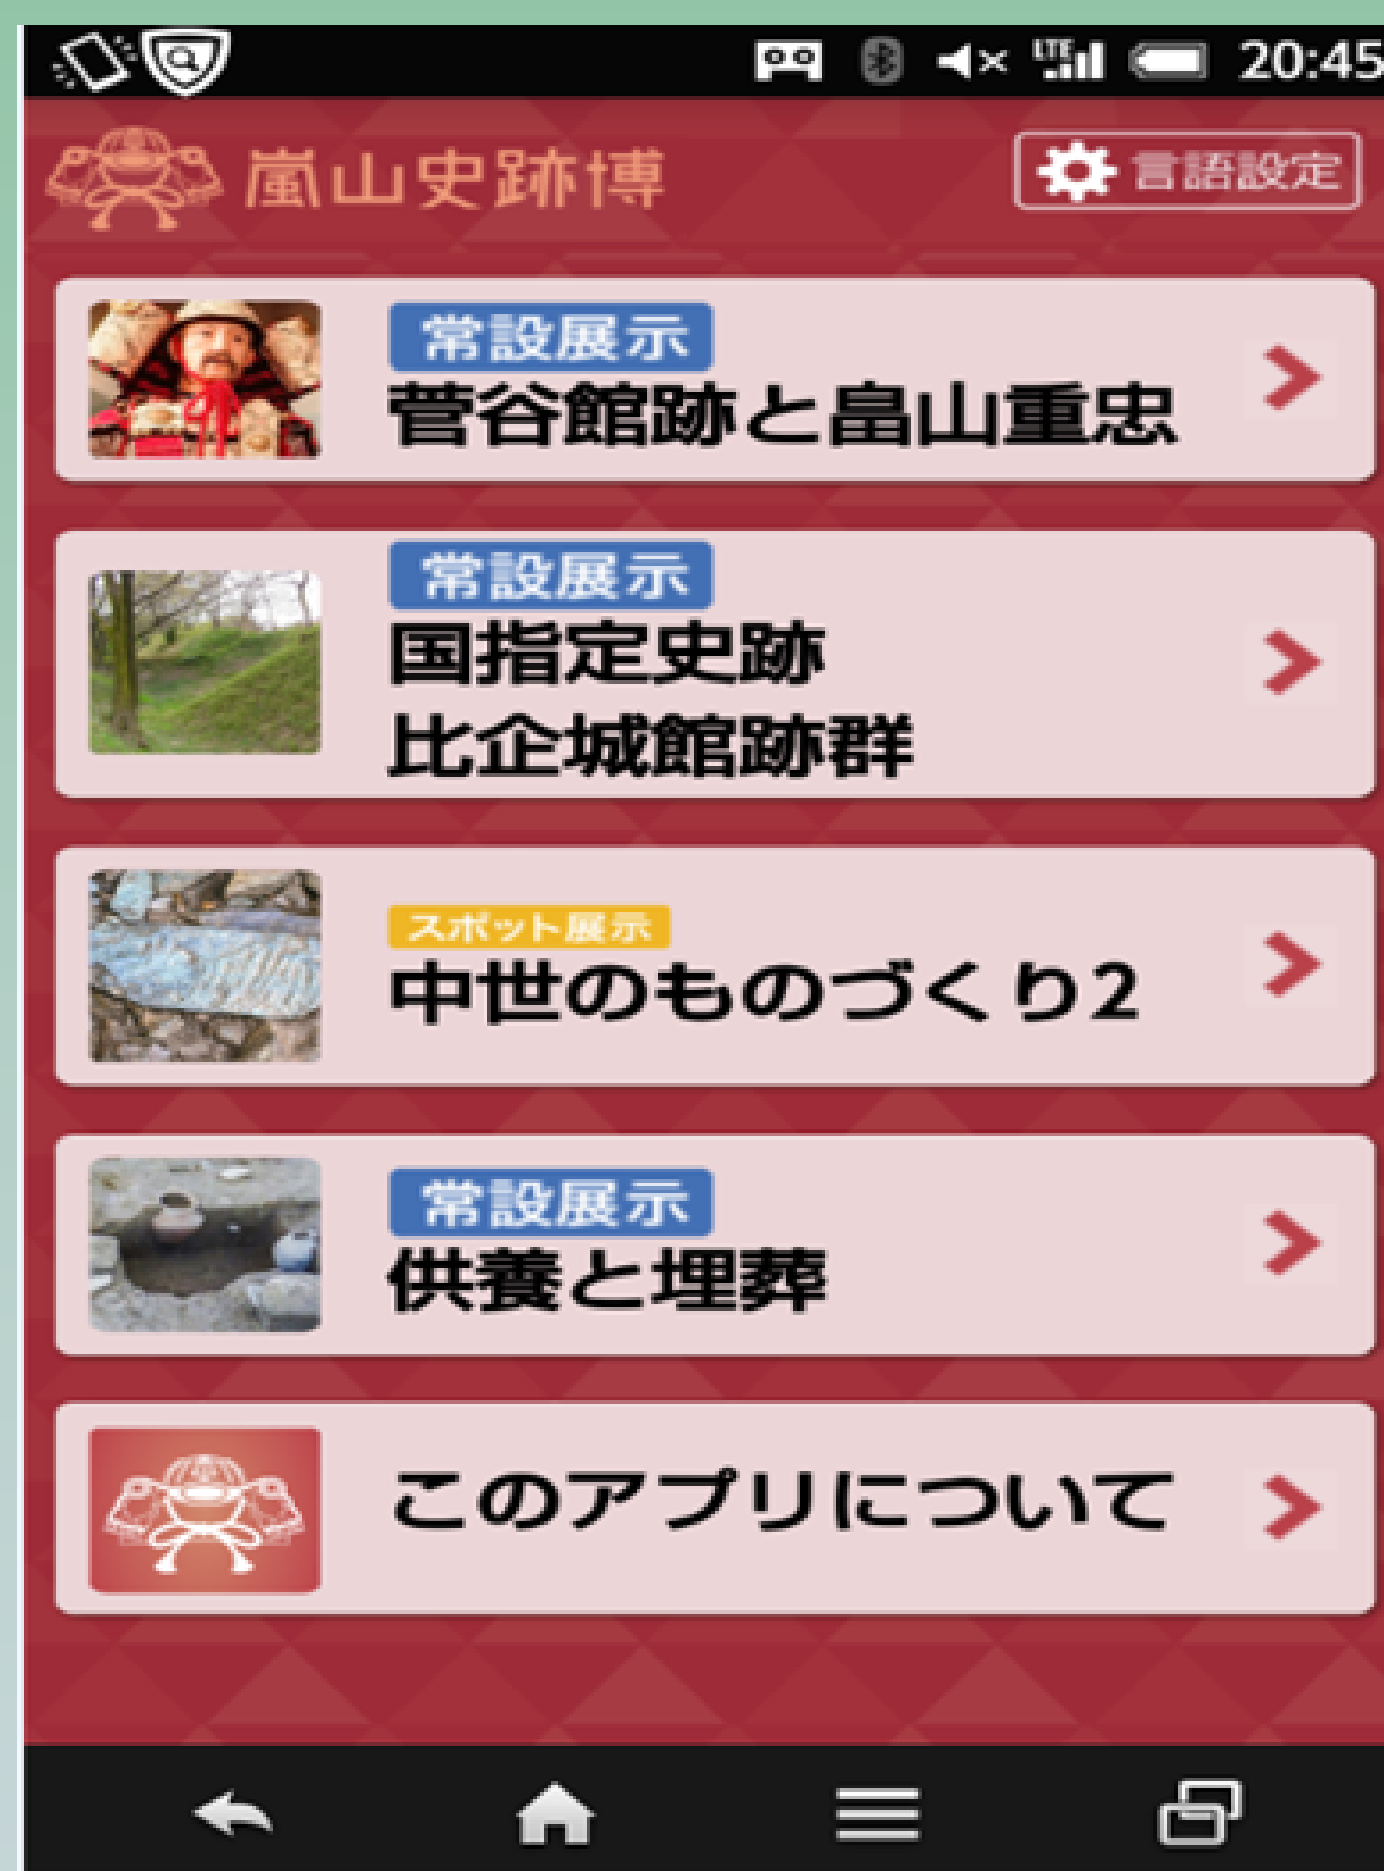 LTE 20:45
嵐山史跡博
言語設定
常設展示
菅谷館跡と畠山重忠
常設展示
国指定史跡
比企城館跡群
スポット展示
中世のものづくり2
常設展示
供養と埋葬
このアプリについて